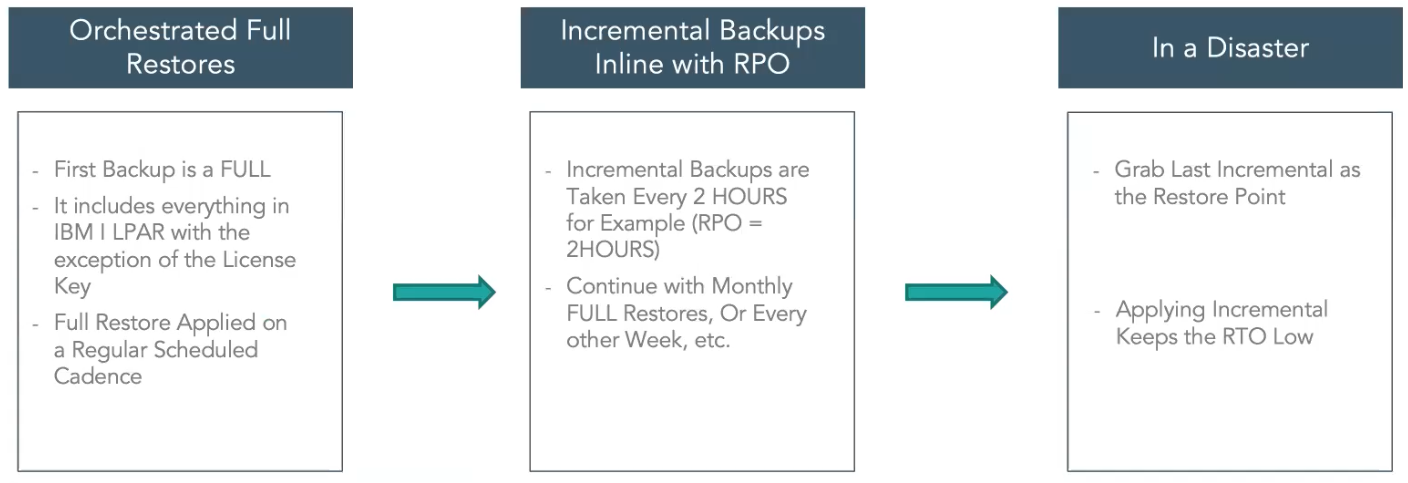 Orchestrated Full
Restores
- First Backup is a FULL
- It includes everything in
IBM I LPAR with the
exception of the License
Key
- Full Restore Applied on
a Regular Scheduled
Cadence
Incremental Backups
Inline with RPO
- Incremental Backups are
Taken Every 2 HOURS
for Example (RPO =
2HOURS)
- Continue with Monthly
FULL Restores, Or Every
other Week, etc.
In a Disaster
- Grab Last Incremental as
the Restore Point
- Applying Incremental
Keeps the RTO Low